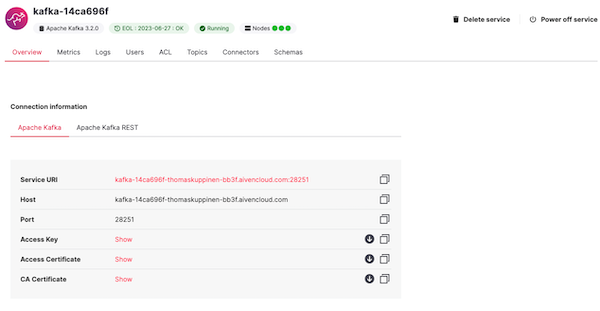 kafka-14ca696f
Apache Kafka 3.2.0 EOL : 2023-06-27 : OK Running Nodes
Delete service Power off service
Overview Metrics Logs Users ACL Topics Connectors Schemas
Connection information
Apache Kafka Apache Kafka REST
Service URI kafka-14ca696f-thomaskuppinen-bb3f.aivencloud.com:28251
Host kafka-14ca696f-thomaskuppinen-bb3f.aivencloud.com
Port 28251
Access Key Show
Access Certificate Show
CA Certificate Show